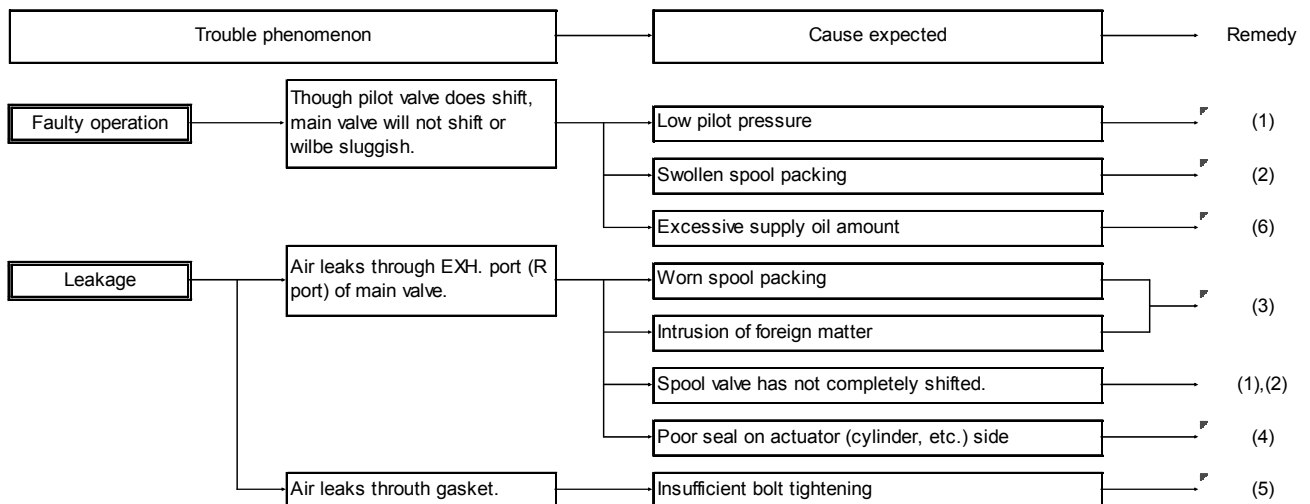 Trouble phenomenon
Cause expected
Remedy
Faulty operation
Though pilot valve does shift,
main valve will not shift or
wilbe sluggish.
Low pilot pressure
(1)
Swollen spool packing
(2)
Excessive supply oil amount
(6)
Leakage
Air leaks through EXH. port (R
port) of main valve.
Worn spool packing
Intrusion of foreign matter
(3)
Spool valve has not completely shifted.
(1),(2)
Poor seal on actuator (cylinder, etc.) side
(4)
Air leaks throuth gasket.
Insufficient bolt tightening
(5)